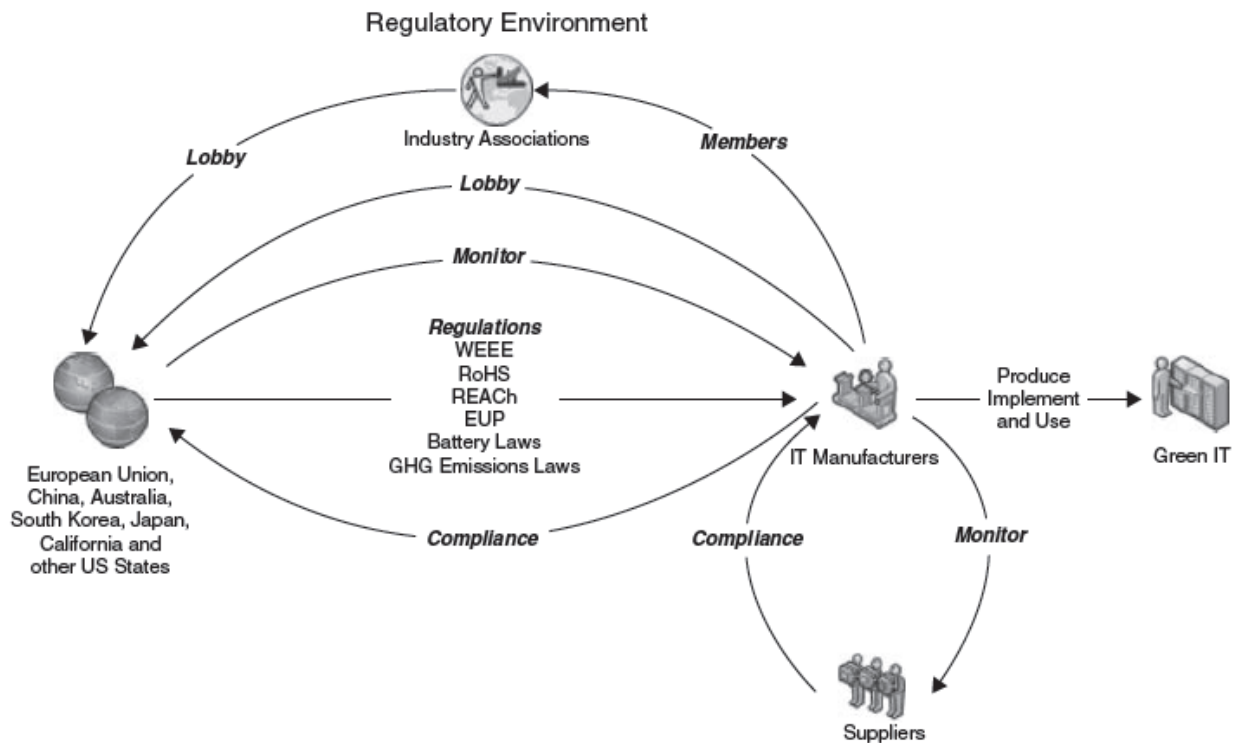 Regulatory Environment
Industry Associations
Members
Lobby
Lobby
Monitor
Regulations
WEEE
RoHS
REACh
EUP
Battery Laws
GHG Emissions Laws
Produce
Implement
and Use
IT Manufacturers
Green IT
European Union,
China, Australia,
South Korea, Japan,
California and
other US States
Compliance
Compliance
Monitor
Suppliers